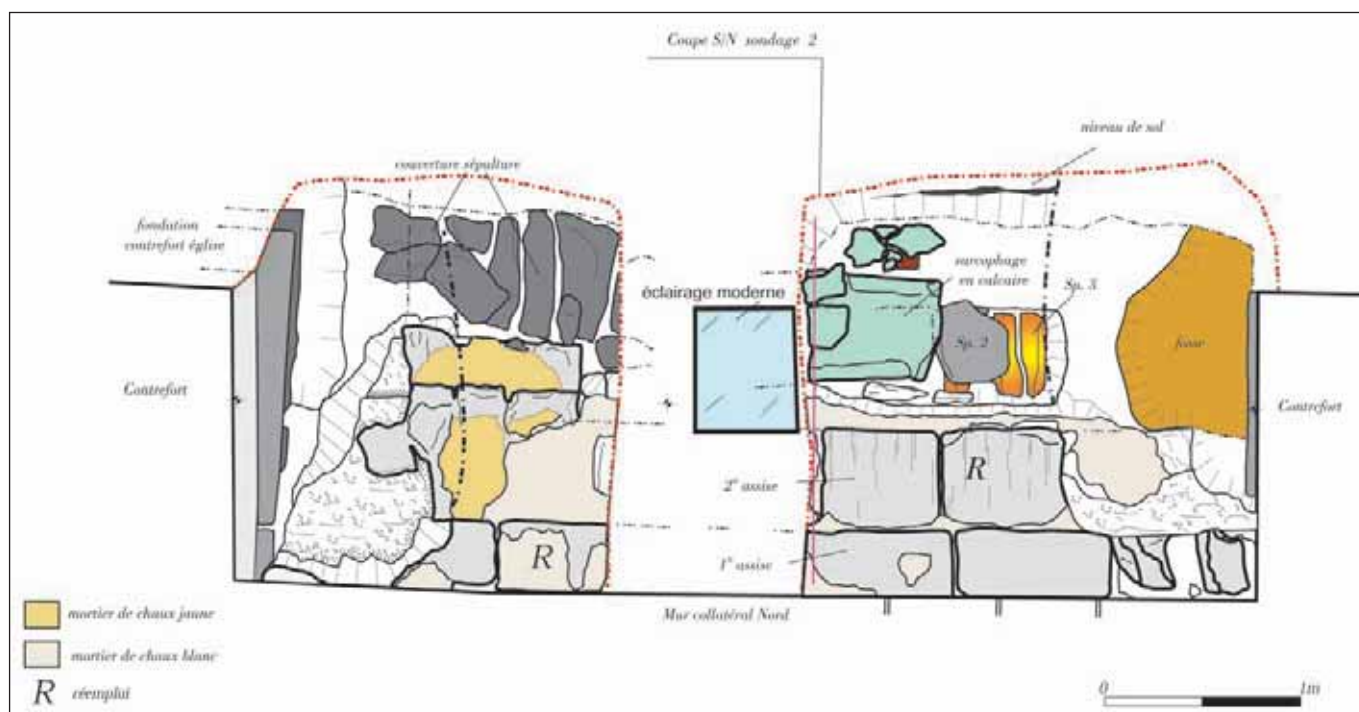 Coupe S/N sondage 2
niveau de sol
couverture sépulture
fondation
contrefort église
sarcophage
en calcaire
éclairage moderne
Sp. 3
Sp. 2
fosse
Contrefort
Contrefort
2e assise
R
1e assise
R
Mur collatéral Nord
mortier de chaux jaune
mortier de chaux blanc
R réemploi
0 1m